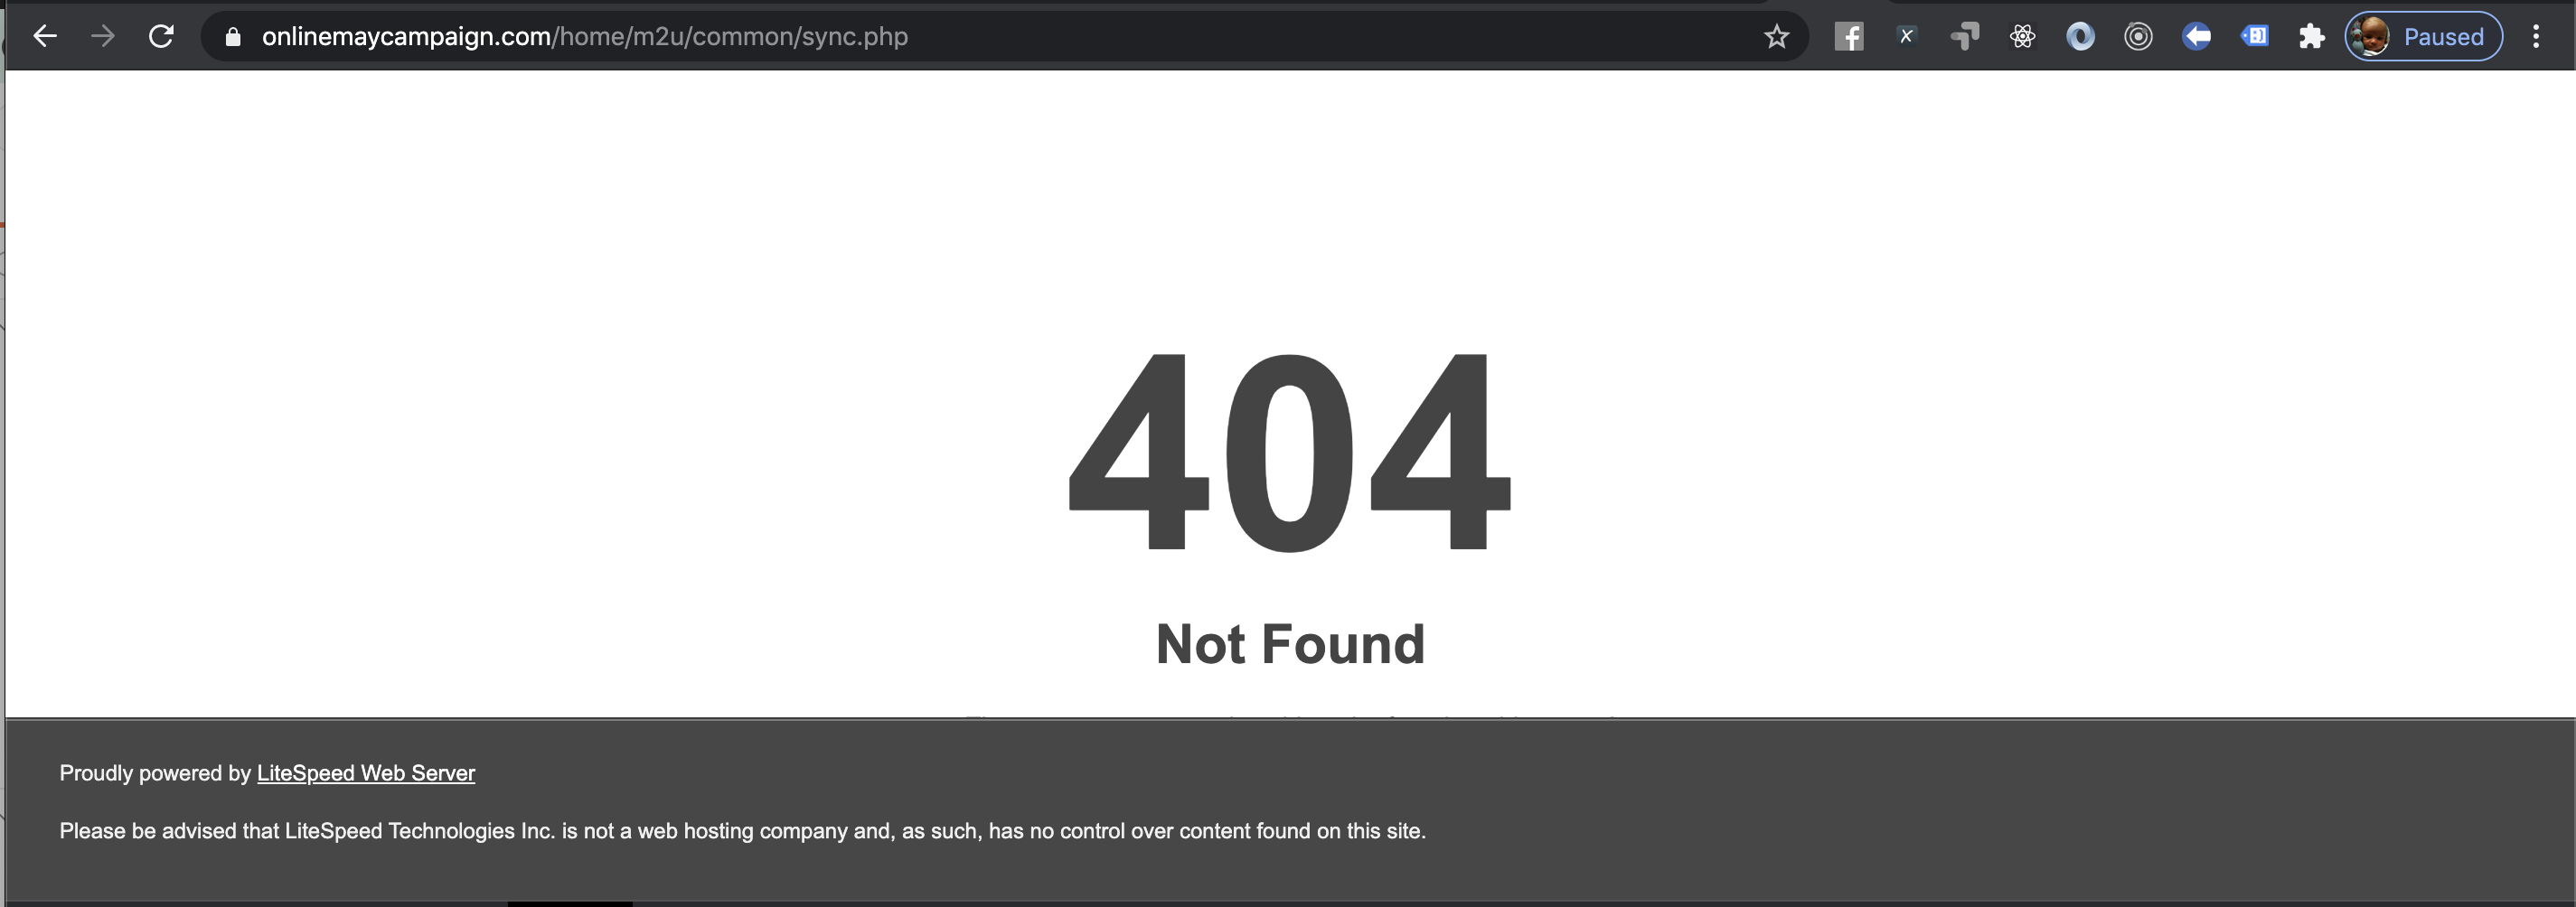 onlinemaycampaign.com/home/m2u/common/sync.php
Paused
404
Not Found
Proudly powered by LiteSpeed Web Server
Please be advised that LiteSpeed Technologies Inc. is not a web hosting company and, as such, has no control over content found on this site.